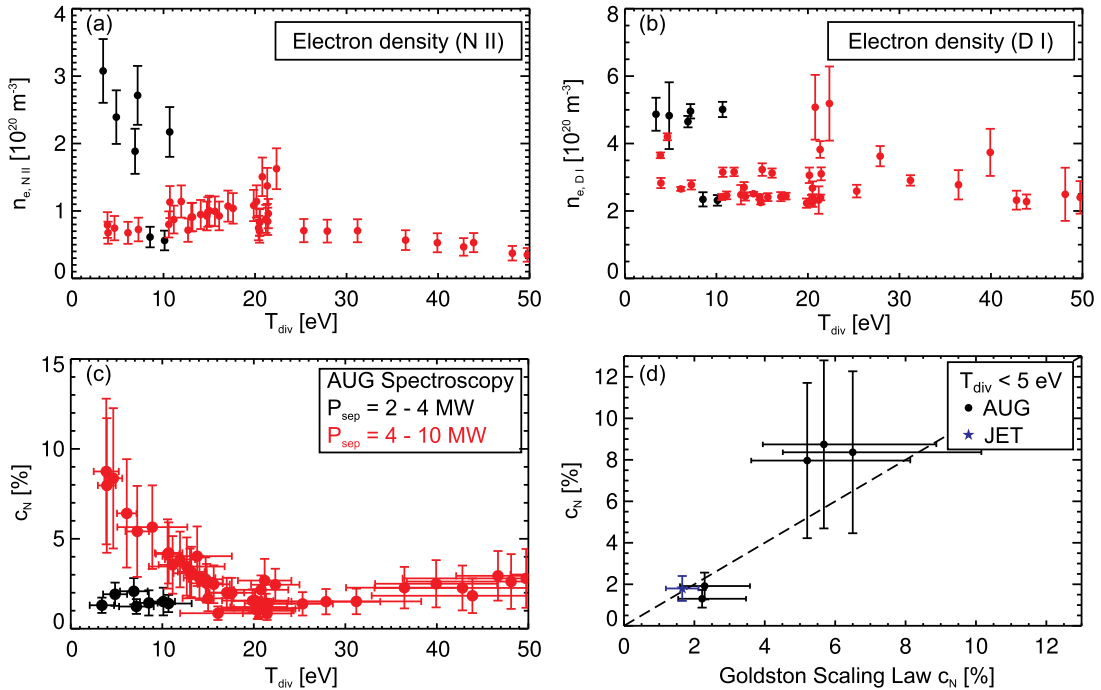 (a)
Electron density (N II)
n_e, N II [10^20 m^-3]
4
3
2
1
0
0 10 20 30 40 50
T_div [eV]
(b)
Electron density (D I)
n_e, D I [10^20 m^-3]
8
6
4
2
0
0 10 20 30 40 50
T_div [eV]
(c)
AUG Spectroscopy
P_sep = 2 - 4 MW
P_sep = 4 - 10 MW
c_N [%]
15
10
5
0
0 10 20 30 40 50
T_div [eV]
(d)
T_div < 5 eV
AUG
JET
c_N [%]
12
10
8
6
4
2
0
0 2 4 6 8 10 12
Goldston Scaling Law c_N [%]